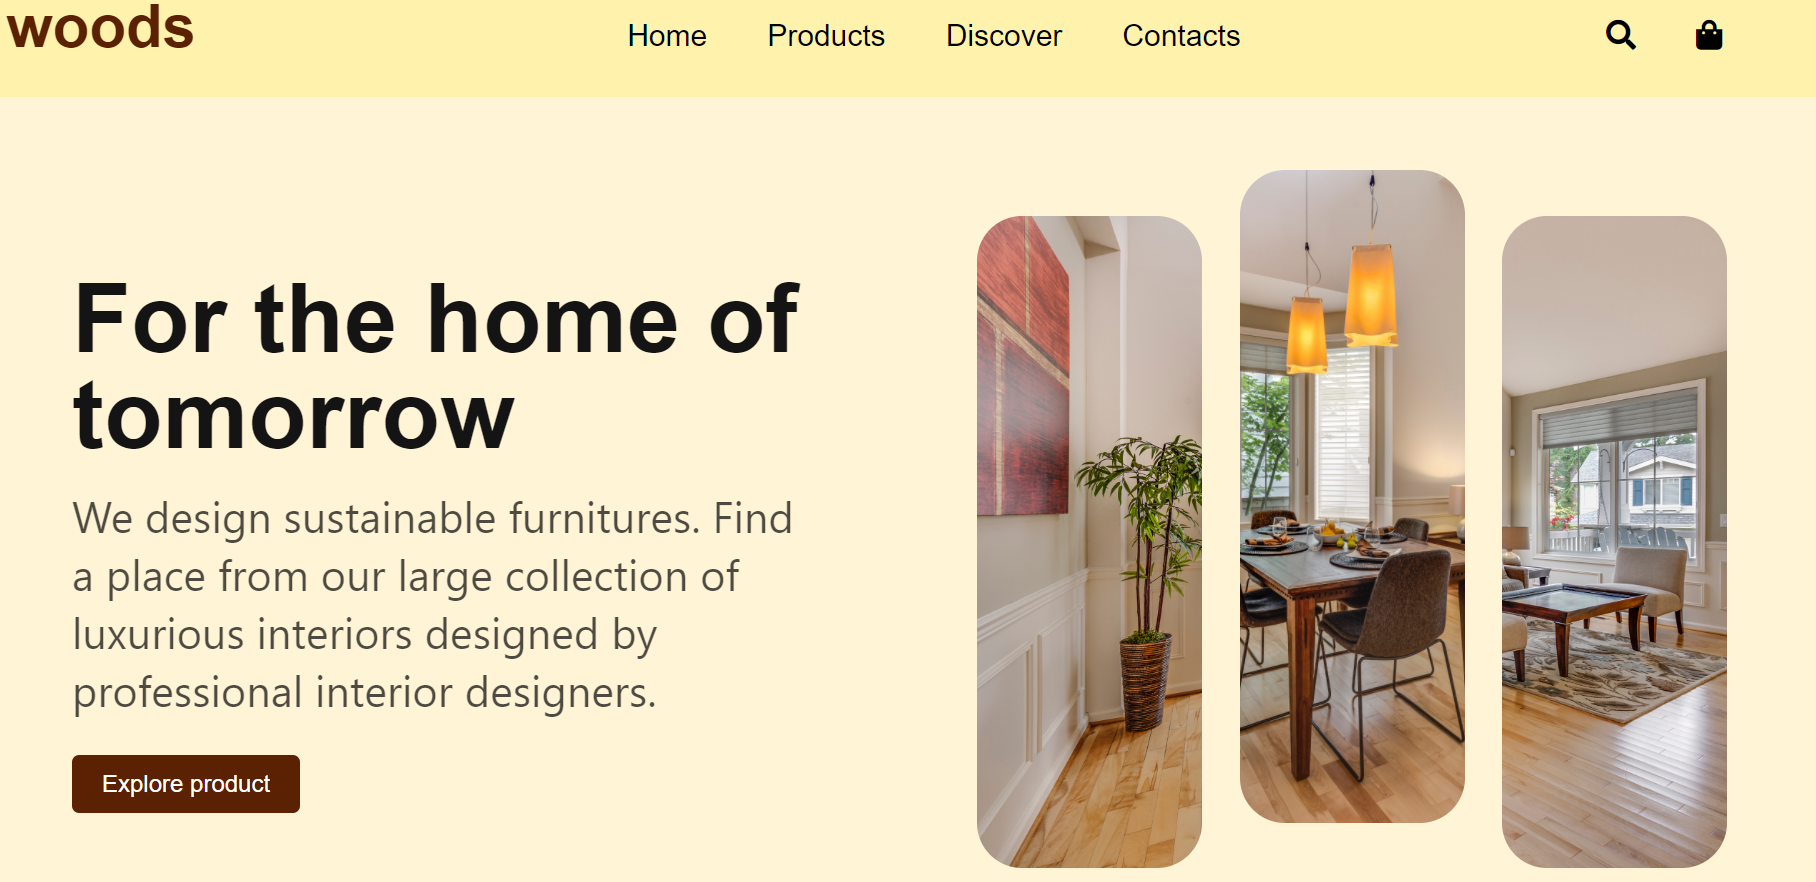 woods
Home Products Discover Contacts
For the home of
tomorrow
We design sustainable furnitures. Find
a place from our large collection of
luxurious interiors designed by
professional interior designers.
Explore product